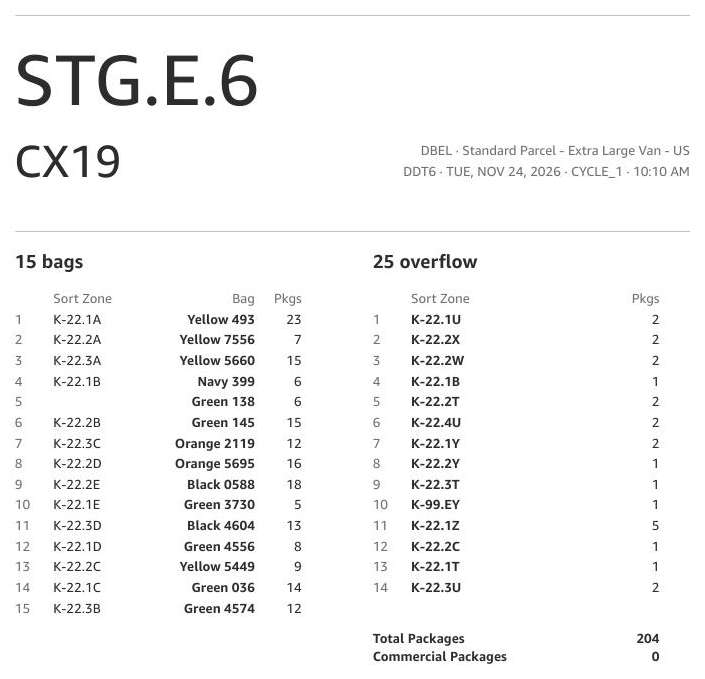 STG.E.6
CX19
DBEL · Standard Parcel - Extra Large Van - US
DDT6 · TUE, NOV 24, 2026 · CYCLE_1 · 10:10 AM
15 bags
Sort Zone Bag Pkgs
1 K-22.1A Yellow 493 23
2 K-22.2A Yellow 7556 7
3 K-22.3A Yellow 5660 15
4 K-22.1B Navy 399 6
5 Green 138 6
6 K-22.2B Green 145 15
7 K-22.3C Orange 2119 12
8 K-22.2D Orange 5695 16
9 K-22.2E Black 0588 18
10 K-22.1E Green 3730 5
11 K-22.3D Black 4604 13
12 K-22.1D Green 4556 8
13 K-22.2C Yellow 5449 9
14 K-22.1C Green 036 14
15 K-22.3B Green 4574 12
25 overflow
Sort Zone Pkgs
1 K-22.1U 2
2 K-22.2X 2
3 K-22.2W 2
4 K-22.1B 1
5 K-22.2T 2
6 K-22.4U 2
7 K-22.1Y 2
8 K-22.2Y 1
9 K-22.3T 1
10 K-99.EY 1
11 K-22.1Z 5
12 K-22.2C 1
13 K-22.1T 1
14 K-22.3U 2
Total Packages 204
Commercial Packages 0